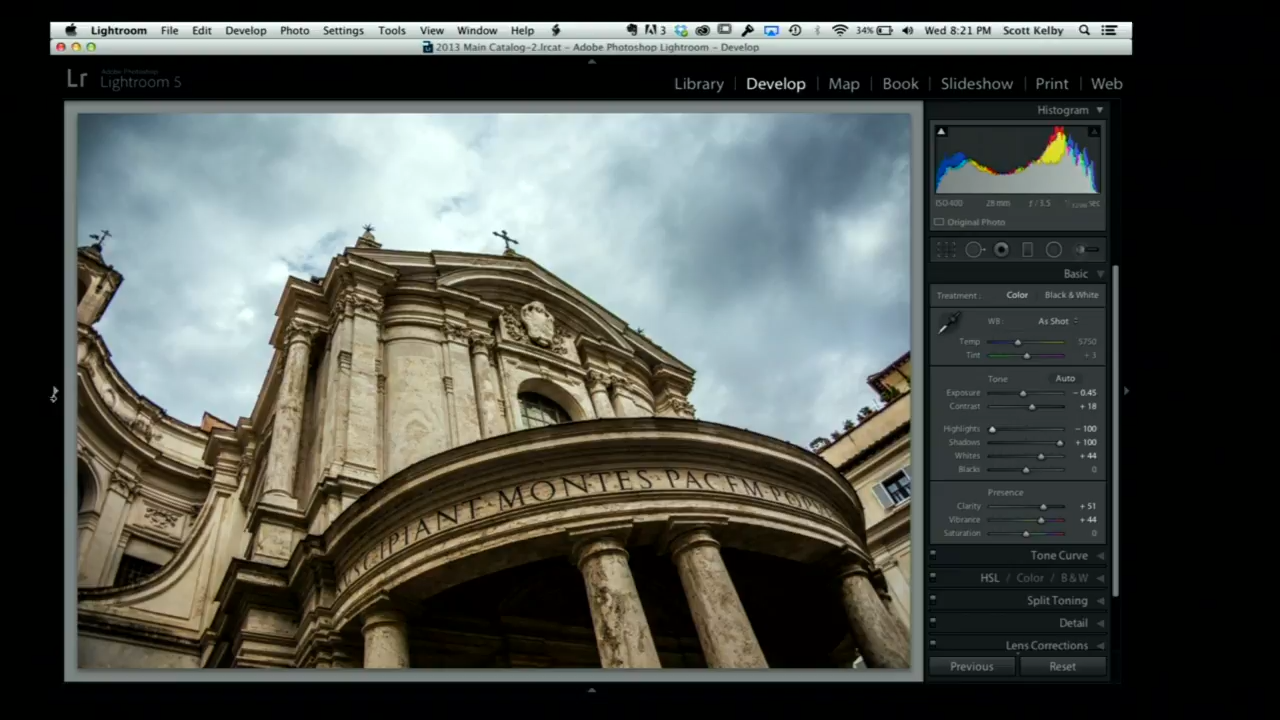 Lightroom File Edit Develop Photo Settings Tools View Window Help 3 34% Wed 8:21 PM Scott Kelby
2013 Main Catalog-2.lrcat – Adobe Photoshop Lightroom – Develop
Lr Adobe Photoshop
Lightroom 5
Library | Develop | Map | Book | Slideshow | Print | Web
Histogram
ISO 400 28 mm ƒ / 3.5
Original Photo
Basic
Treatment : Color Black & White
WB : As Shot
Temp 5750
Tint + 3
Tone Auto
Exposure – 0.45
Contrast + 18
Highlights – 100
Shadows + 100
Whites + 44
Blacks 0
Presence
Clarity + 51
Vibrance + 44
Saturation 0
Tone Curve
HSL / Color / B & W
Split Toning
Detail
Lens Corrections
Previous Reset
MONTES·PACEM·